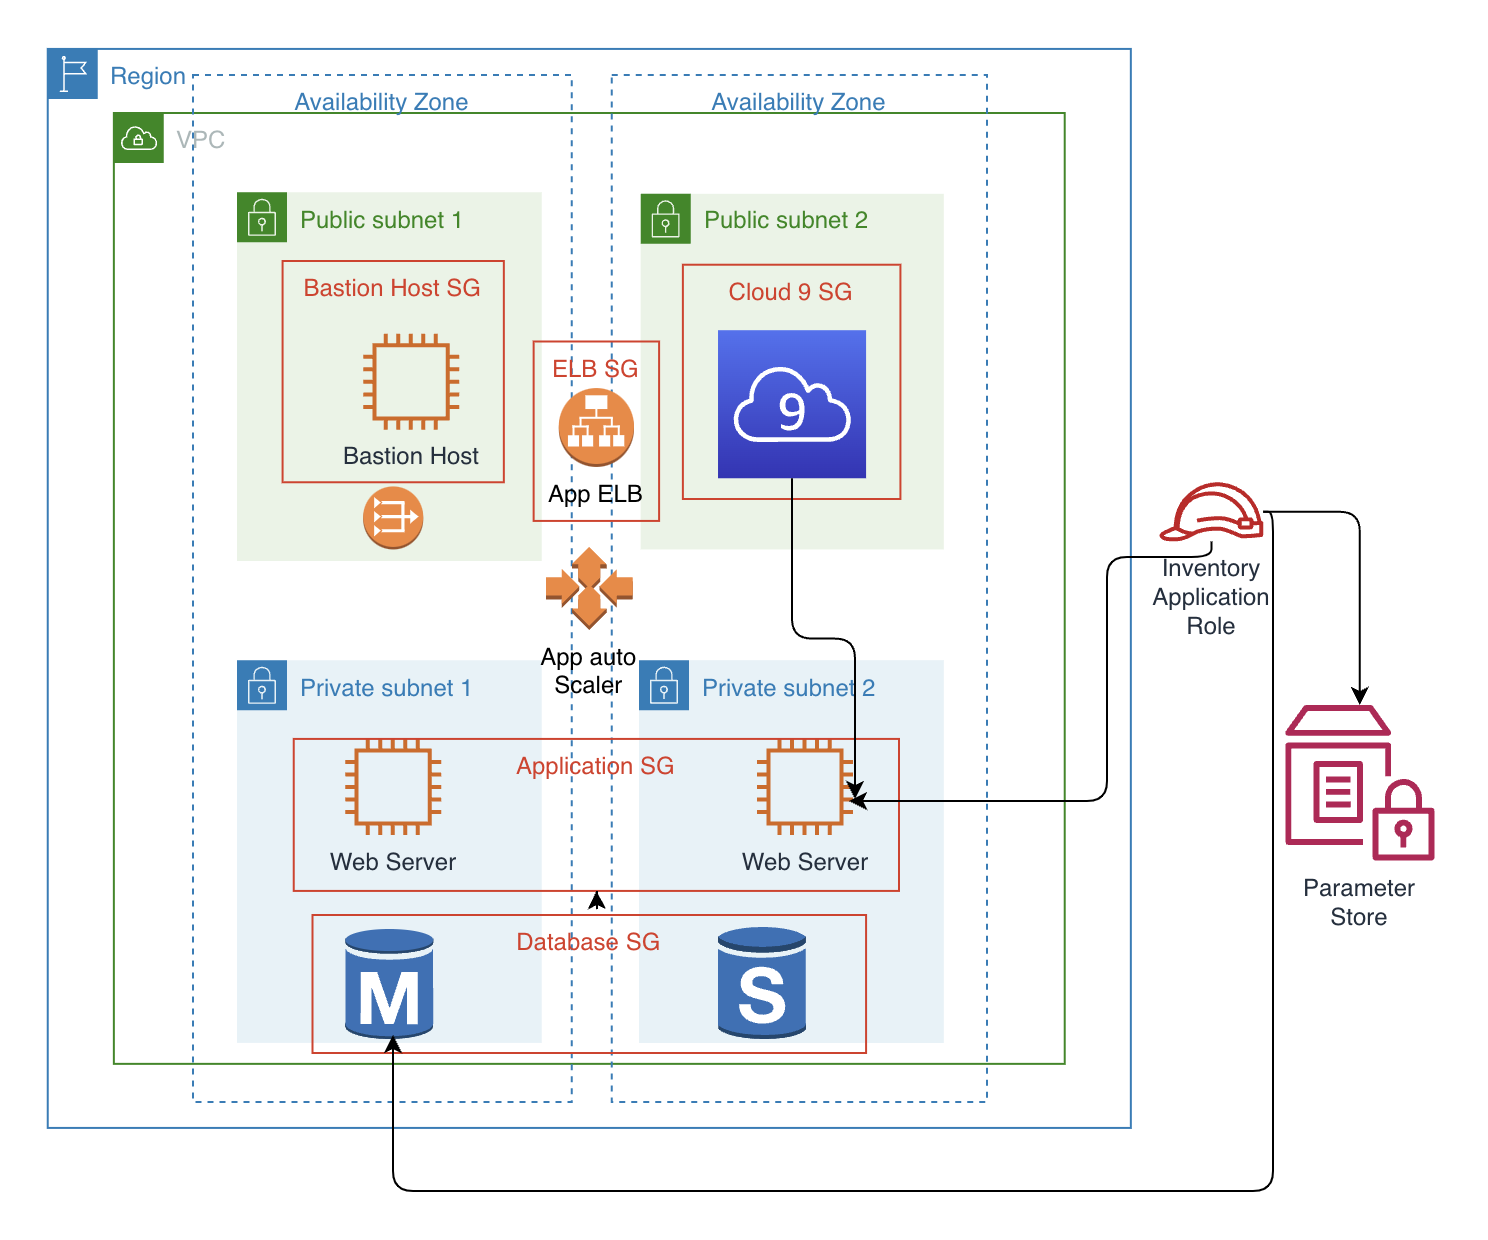 Region
Availability Zone
Availability Zone
VPC
Public subnet 1
Public subnet 2
Bastion Host SG
Cloud 9 SG
ELB SG
9
Bastion Host
App ELB
Inventory
Application
Role
App auto
Scaler
Private subnet 1
Private subnet 2
Application SG
Web Server
Web Server
Parameter
Store
Database SG
M
S